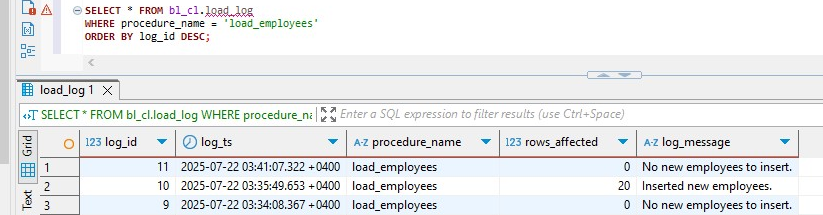 SELECT * FROM bl_cl.load_log
WHERE procedure_name = 'load_employees'
ORDER BY log_id DESC;
load_log 1
SELECT * FROM bl_cl.load_log WHERE procedure_na Enter a SQL expression to filter results (use Ctrl+Space)
Grid
Text
123 log_id log_ts A-Z procedure_name 123 rows_affected A-Z log_message
1 11 2025-07-22 03:41:07.322 +0400 load_employees 0 No new employees to insert.
2 10 2025-07-22 03:35:49.653 +0400 load_employees 20 Inserted new employees.
3 9 2025-07-22 03:34:08.367 +0400 load_employees 0 No new employees to insert.